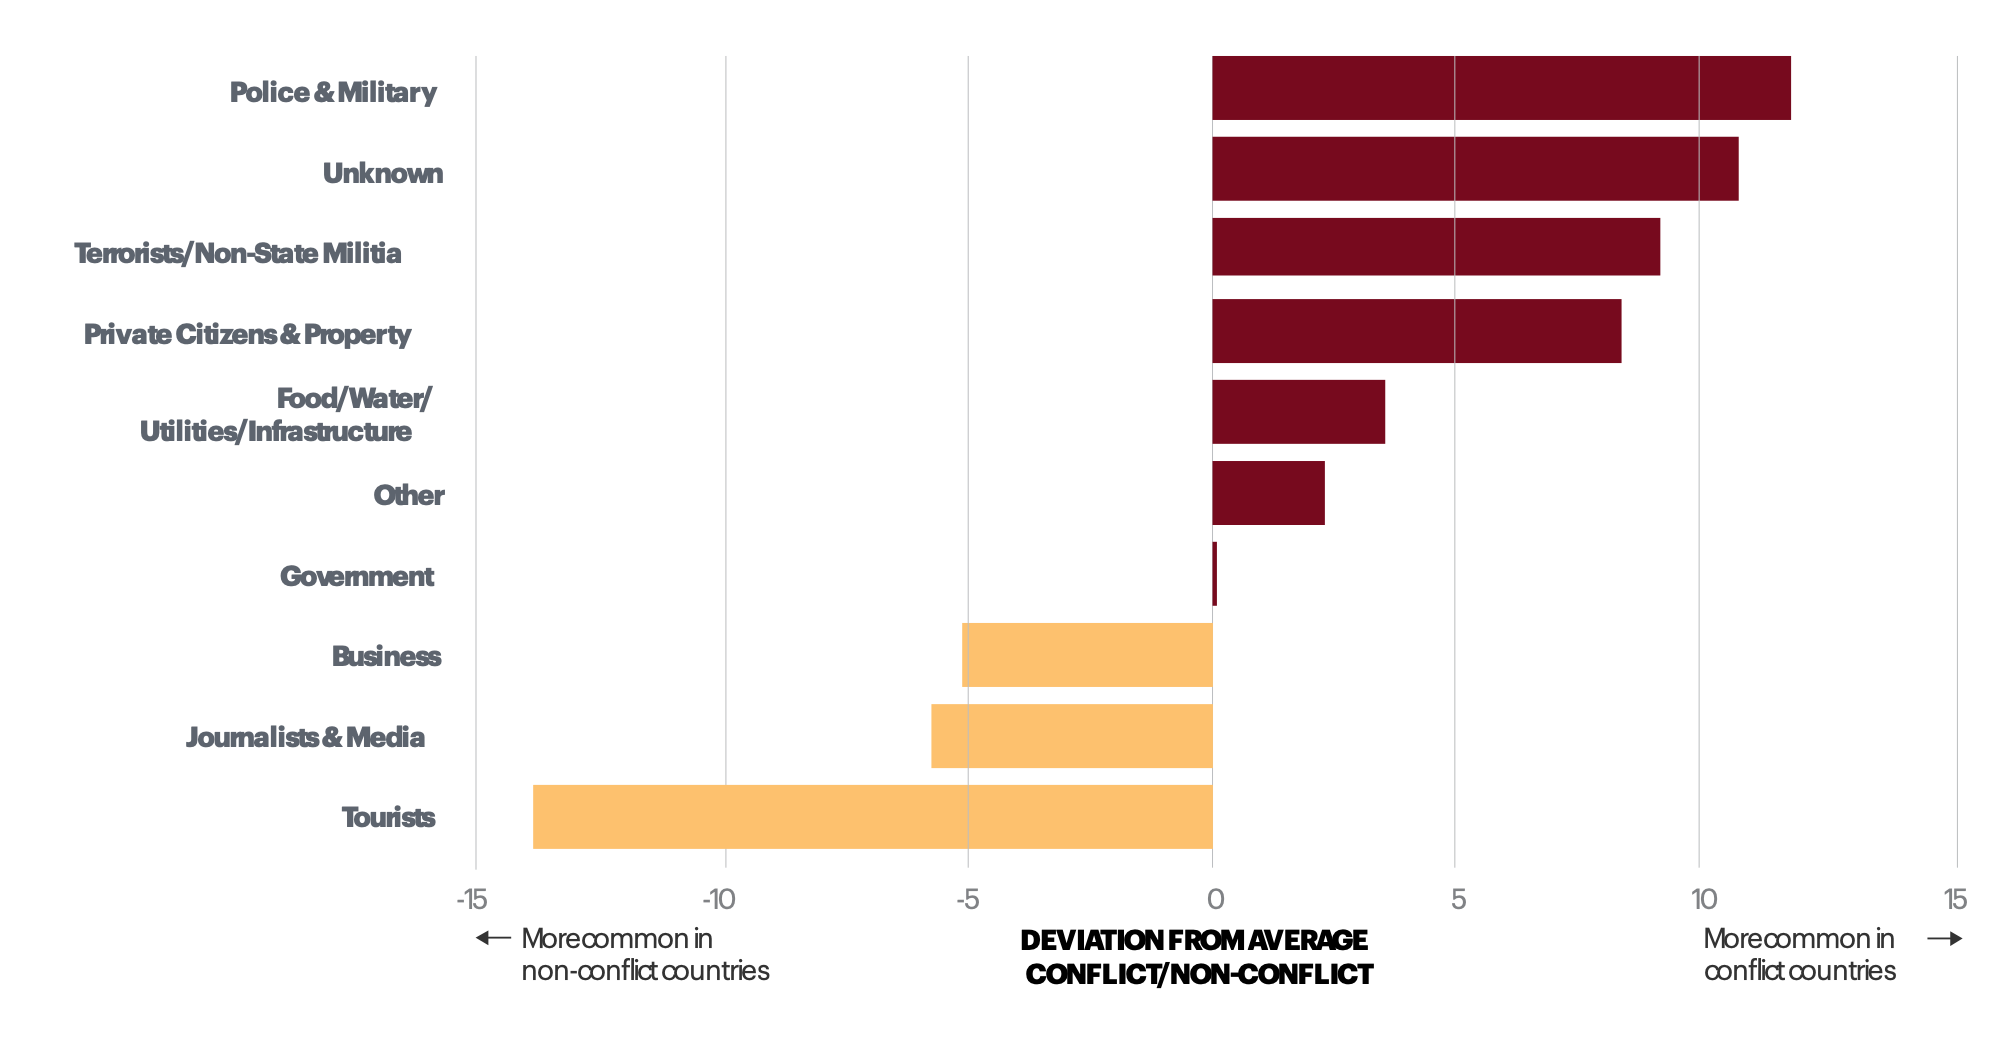 Police & Military
Unknown
Terrorists/Non-State Militia
Private Citizens & Property
Food/Water/
Utilities/Infrastructure
Other
Government
Business
Journalists & Media
Tourists
-15 -10 -5 0 5 10 15
More common in
non-conflict countries
DEVIATION FROM AVERAGE
CONFLICT/NON-CONFLICT
More common in
conflict countries